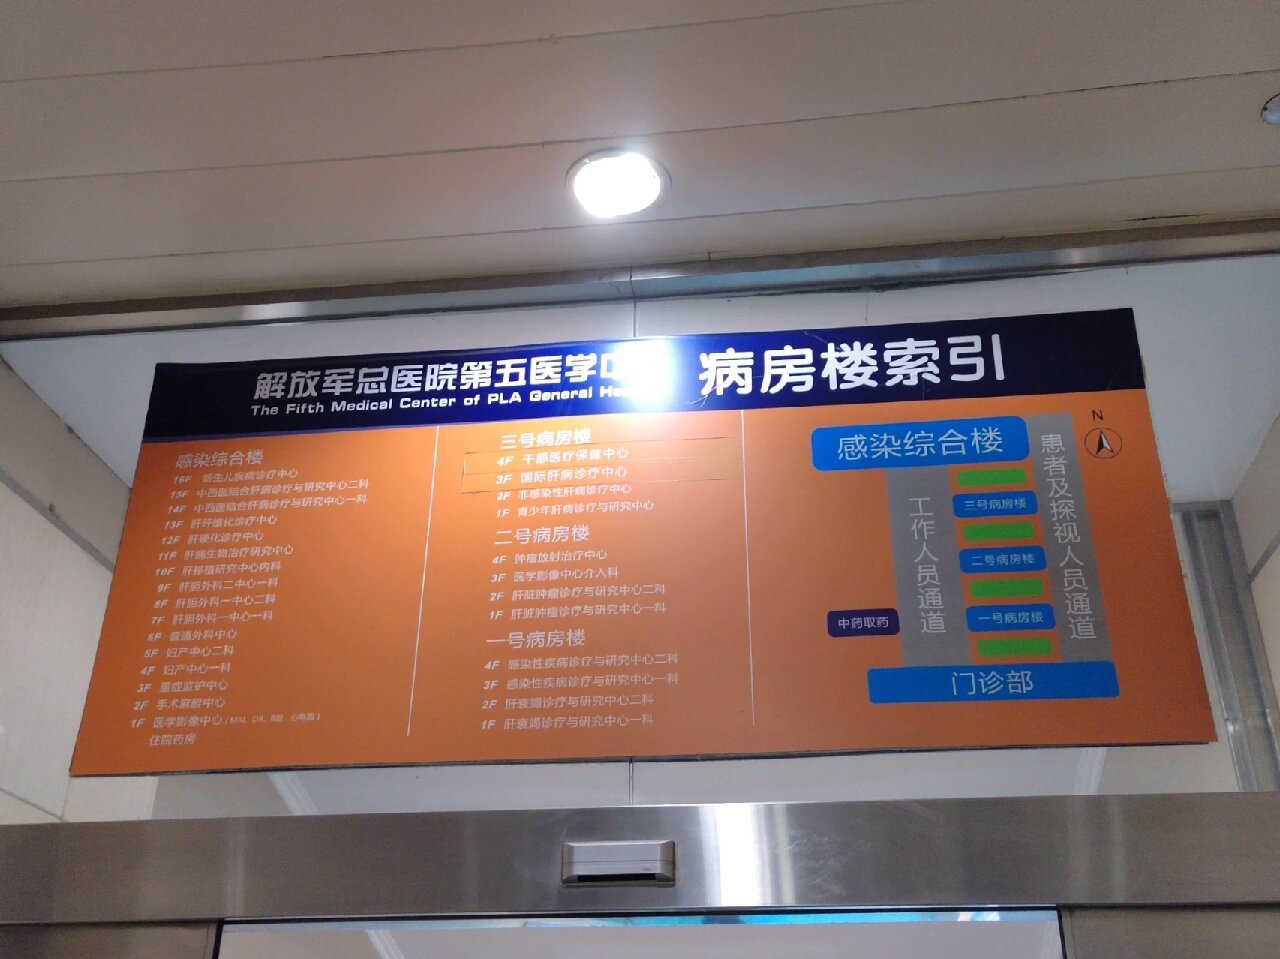 解放军总医院第五医学中
病房楼索引
The Fifth Medical Center of PLA General
感染综合楼
16F 新生儿疾病诊疗中心
15F 中西医结合肝病诊疗与研究中心二科
14F 中西医结合肝病诊疗与研究中心一科
13F 肝纤维化诊疗中心
12F 肝硬化诊疗中心
11F 肝病生物治疗研究中心
10F 肝移植研究中心内科
9F 肝胆外科二中心一科
8F 肝胆外科一中心二科
7F 肝胆外科一中心一科
6F 普通外科中心
5F 妇产中心二科
4F 妇产中心一科
3F 重症监护中心
2F 手术麻醉中心
1F 医学影像中心（MRI、DR、B超、心电图）
住院药房
三号病房楼
4F 干部医疗保健中心
3F 国际肝病诊疗中心
2F 非感染性肝病诊疗中心
1F 青少年肝病诊疗与研究中心
二号病房楼
4F 肿瘤放射治疗中心
3F 医学影像中心介入科
2F 肝脏肿瘤诊疗与研究中心二科
1F 肝脏肿瘤诊疗与研究中心一科
一号病房楼
4F 感染性疾病诊疗与研究中心二科
3F 感染性疾病诊疗与研究中心一科
2F 肝衰竭诊疗与研究中心二科
1F 肝衰竭诊疗与研究中心一科
N
感染综合楼
工作人员通道
患者及探视人员通道
三号病房楼
二号病房楼
一号病房楼
中药取药
门诊部